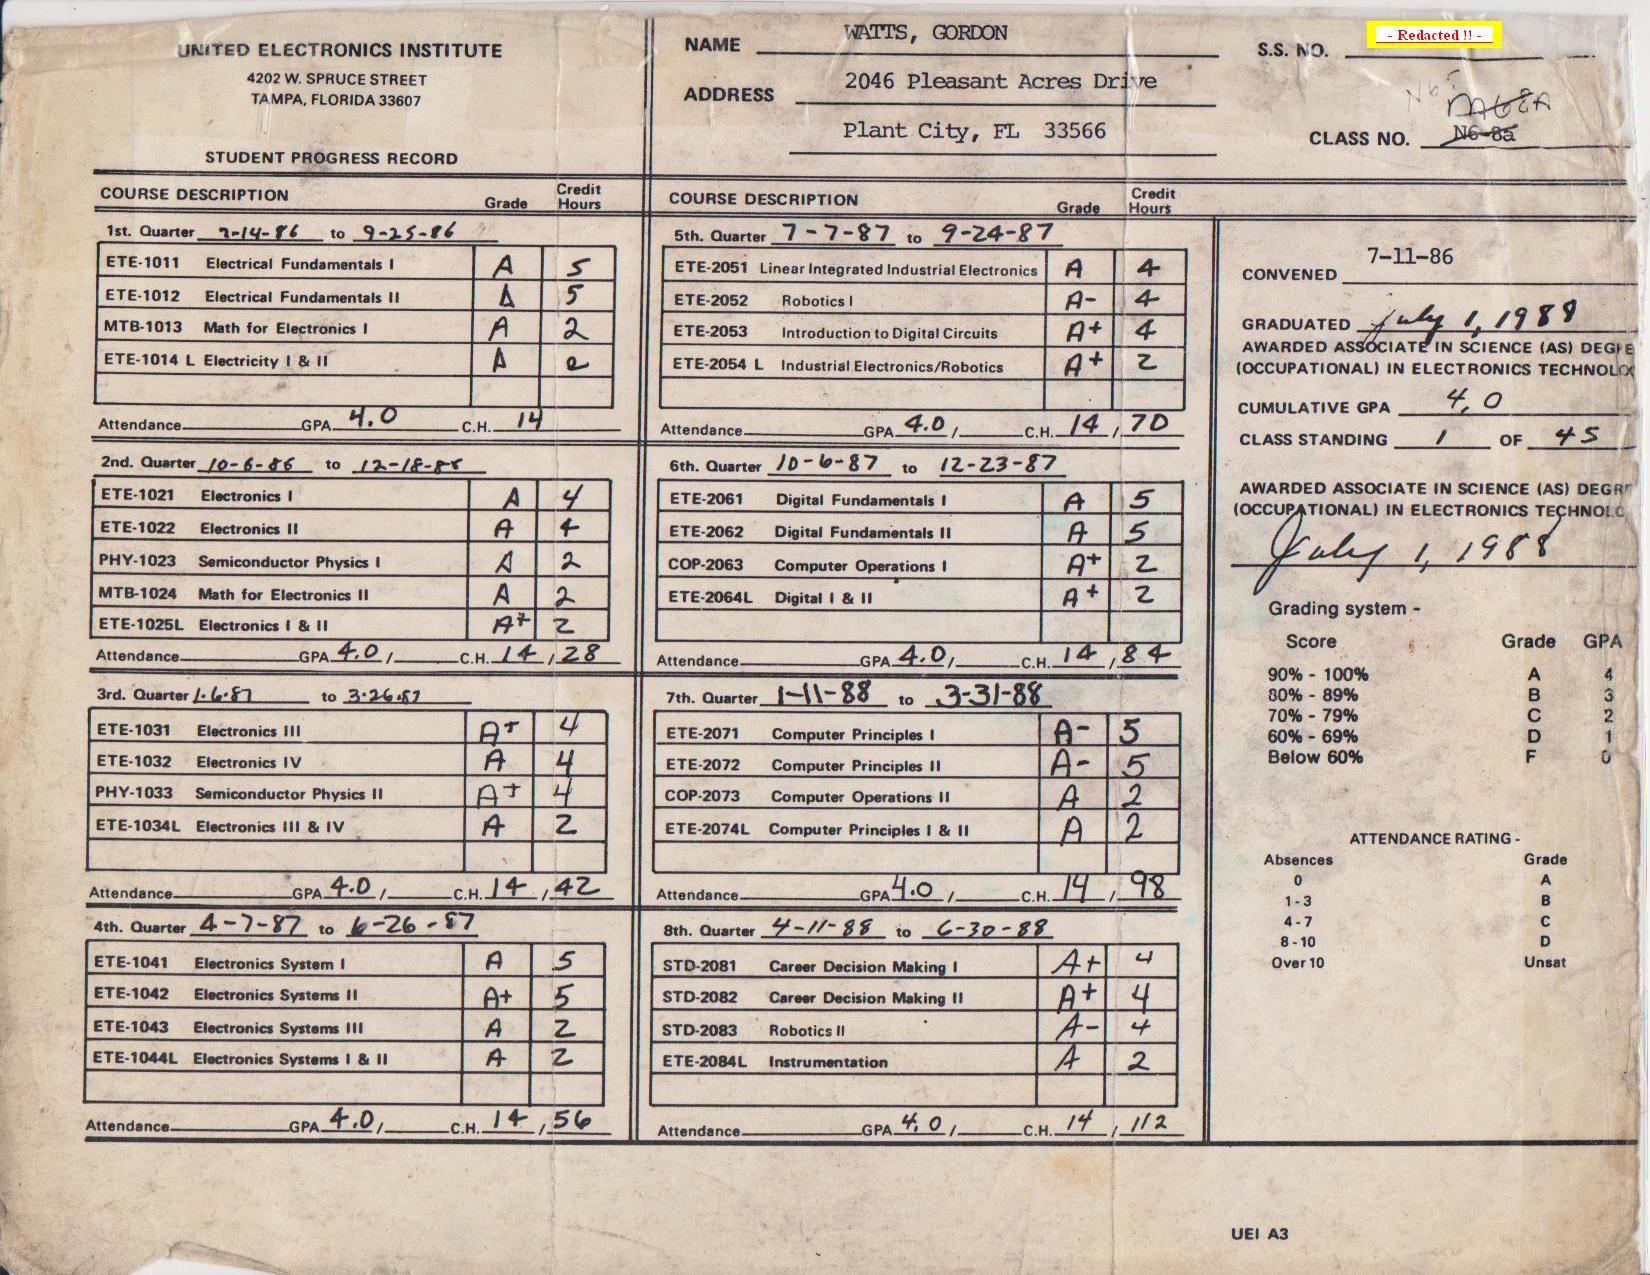 UNITED ELECTRONICS INSTITUTE
4202 W. SPRUCE STREET
TAMPA, FLORIDA 33607
STUDENT PROGRESS RECORD
NAME WATTS, GORDON
ADDRESS 2046 Pleasant Acres Drive
Plant City, FL 33566
S.S. NO. - Redacted !! -
CLASS NO. N6-8a
COURSE DESCRIPTION Grade Credit Hours
1st. Quarter 7-14-86 to 9-25-86
ETE-1011 Electrical Fundamentals I A 5
ETE-1012 Electrical Fundamentals II A 5
MTB-1013 Math for Electronics I A 2
ETE-1014 L Electricity I & II A 2
Attendance GPA 4.0 C.H. 14
2nd. Quarter 10-6-86 to 12-18-86
ETE-1021 Electronics I A 4
ETE-1022 Electronics II A 4
PHY-1023 Semiconductor Physics I A 2
MTB-1024 Math for Electronics II A 2
ETE-1025L Electronics I & II A+ 2
Attendance GPA 4.0 / C.H. 14 / 28
3rd. Quarter 1-6-87 to 3-26-87
ETE-1031 Electronics III A+ 4
ETE-1032 Electronics IV A 4
PHY-1033 Semiconductor Physics II A+ 4
ETE-1034L Electronics III & IV A 2
Attendance GPA 4.0 / C.H. 14 / 42
4th. Quarter 4-7-87 to 6-26-87
ETE-1041 Electronics System I A 5
ETE-1042 Electronics Systems II A+ 5
ETE-1043 Electronics Systems III A 2
ETE-1044L Electronics Systems I & II A 2
Attendance GPA 4.0 / C.H. 14 / 56
COURSE DESCRIPTION Grade Credit Hours
5th. Quarter 7-7-87 to 9-24-87
ETE-2051 Linear Integrated Industrial Electronics A 4
ETE-2052 Robotics I A- 4
ETE-2053 Introduction to Digital Circuits A+ 4
ETE-2054 L Industrial Electronics/Robotics A+ 2
Attendance GPA 4.0 / C.H. 14 / 70
6th. Quarter 10-6-87 to 12-23-87
ETE-2061 Digital Fundamentals I A 5
ETE-2062 Digital Fundamentals II A 5
COP-2063 Computer Operations I A+ 2
ETE-2064L Digital I & II A+ 2
Attendance GPA 4.0 / C.H. 14 / 84
7th. Quarter 1-11-88 to 3-31-88
ETE-2071 Computer Principles I A- 5
ETE-2072 Computer Principles II A- 5
COP-2073 Computer Operations II A 2
ETE-2074L Computer Principles I & II A 2
Attendance GPA 4.0 / C.H. 14 / 98
8th. Quarter 4-11-88 to 6-30-88
STD-2081 Career Decision Making I A+ 4
STD-2082 Career Decision Making II A+ 4
STD-2083 Robotics II A- 4
ETE-2084L Instrumentation A 2
Attendance GPA 4.0 / C.H. 14 / 112
CONVENED 7-11-86
GRADUATED July 1, 1988
AWARDED ASSOCIATE IN SCIENCE (AS) DEGRE
(OCCUPATIONAL) IN ELECTRONICS TECHNOLOG
CUMULATIVE GPA 4.0
CLASS STANDING 1 OF 45
AWARDED ASSOCIATE IN SCIENCE (AS) DEGR
(OCCUPATIONAL) IN ELECTRONICS TECHNOLO
July 1, 1988
Grading system -
Score Grade GPA
90% - 100% A 4
80% - 89% B 3
70% - 79% C 2
60% - 69% D 1
Below 60% F 0
ATTENDANCE RATING -
Absences Grade
0 A
1 - 3 B
4 - 7 C
8 - 10 D
Over 10 Unsat
UEI A3